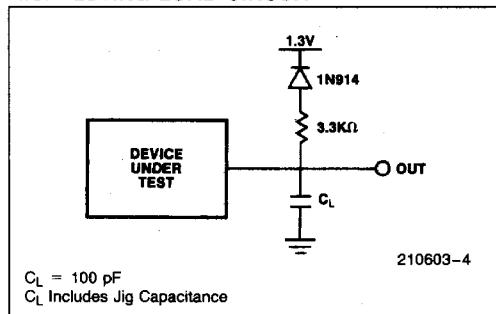 1.3V
1N914
3.3KΩ
DEVICE
UNDER
TEST
OUT
CL
210603-4
CL = 100 pF
CL Includes Jig Capacitance